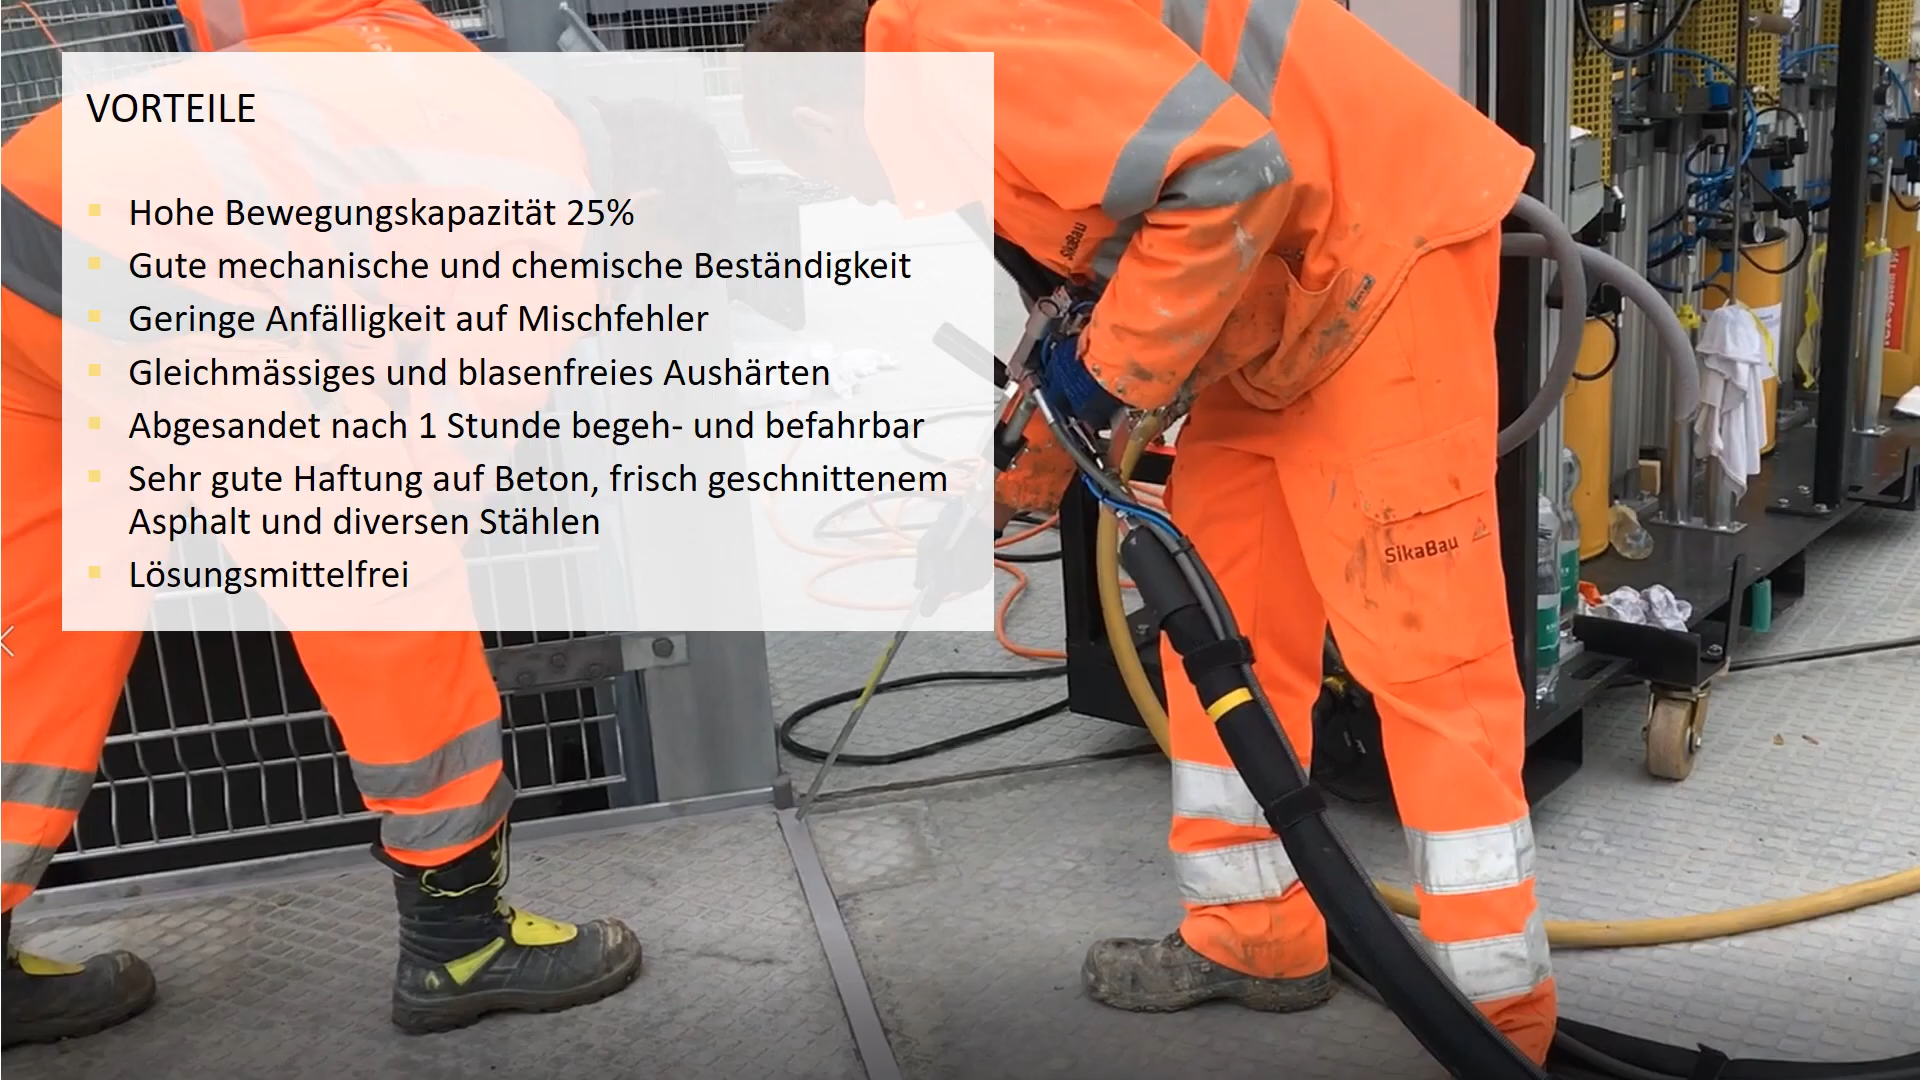 VORTEILE
Hohe Bewegungskapazität 25%
Gute mechanische und chemische Beständigkeit
Geringe Anfälligkeit auf Mischfehler
Gleichmässiges und blasenfreies Aushärten
Abgesandet nach 1 Stunde begeh- und befahrbar
Sehr gute Haftung auf Beton, frisch geschnittenem
Asphalt und diversen Stählen
Lösungsmittelfrei
SikaBau
SikaBau